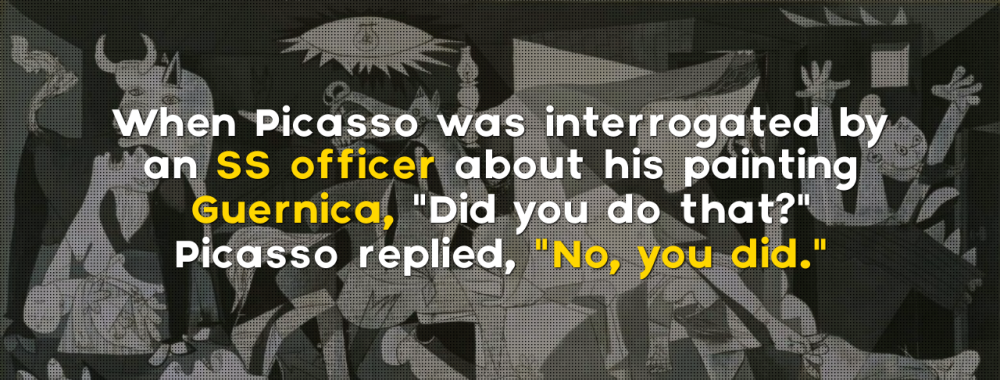 When Picasso was interrogated by
an SS officer about his painting
Guernica, "Did you do that?"
Picasso replied, "No, you did."